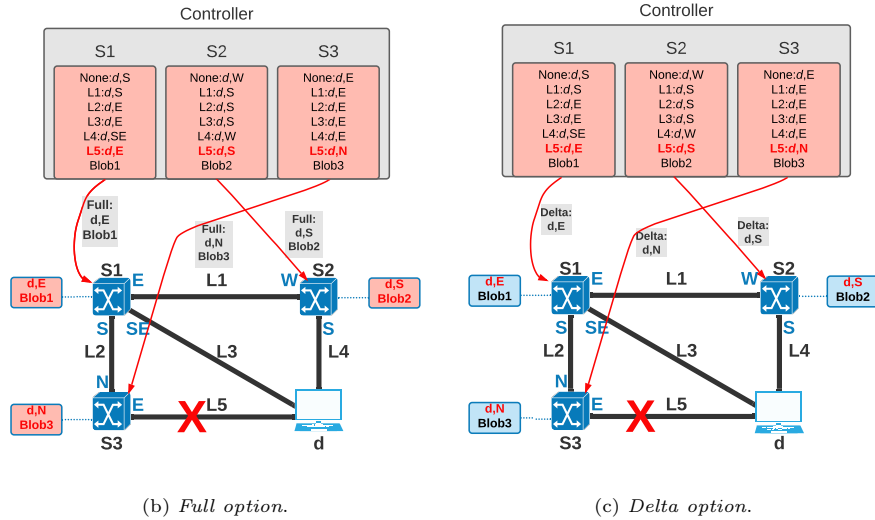 Controller
S1
S2
S3
None:d,S
L1:d,S
L2:d,E
L3:d,E
L4:d,SE
L5:d,E
Blob1
None:d,W
L1:d,S
L2:d,S
L3:d,S
L4:d,W
L5:d,S
Blob2
None:d,E
L1:d,E
L2:d,E
L3:d,E
L4:d,E
L5:d,N
Blob3
Full:
d,E
Blob1
Full:
d,N
Blob3
Full:
d,S
Blob2
S1
E
L1
W
S2
d,E
Blob1
d,S
Blob2
S
SE
S
L2
L3
L4
N
d,N
Blob3
E
L5
X
S3
d
(b) Full option.
Controller
S1
S2
S3
None:d,S
L1:d,S
L2:d,E
L3:d,E
L4:d,SE
L5:d,E
Blob1
None:d,W
L1:d,S
L2:d,S
L3:d,S
L4:d,W
L5:d,S
Blob2
None:d,E
L1:d,E
L2:d,E
L3:d,E
L4:d,E
L5:d,N
Blob3
Delta:
d,E
Delta:
d,N
Delta:
d,S
S1
E
L1
W
S2
d,E
Blob1
d,S
Blob2
S
SE
S
L2
L3
L4
N
d,N
Blob3
E
L5
X
S3
d
(c) Delta option.